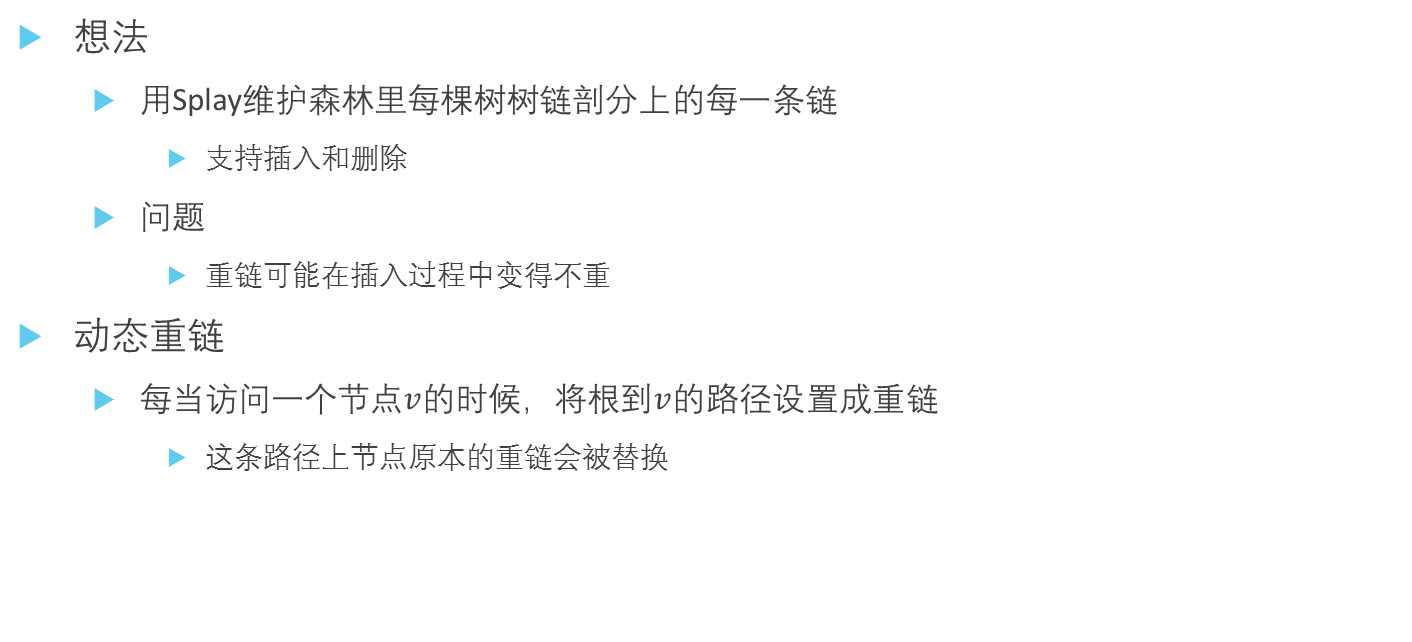 想法
用Splay维护森林里每棵树树链剖分上的每一条链
支持插入和删除
问题
重链可能在插入过程中变得不重
动态重链
每当访问一个节点v的时候，将根到v的路径设置成重链
这条路径上节点原本的重链会被替换